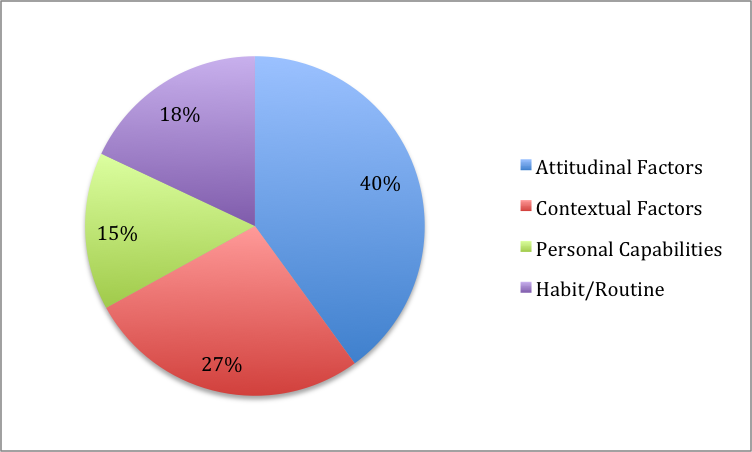 18%
40%
15%
27%
Attitudinal Factors
Contextual Factors
Personal Capabilities
Habit/Routine